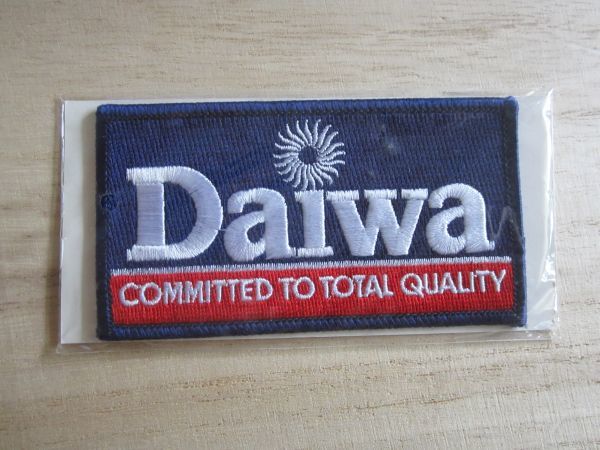 Daiwa
COMMITTED TO TOTAL QUALITY